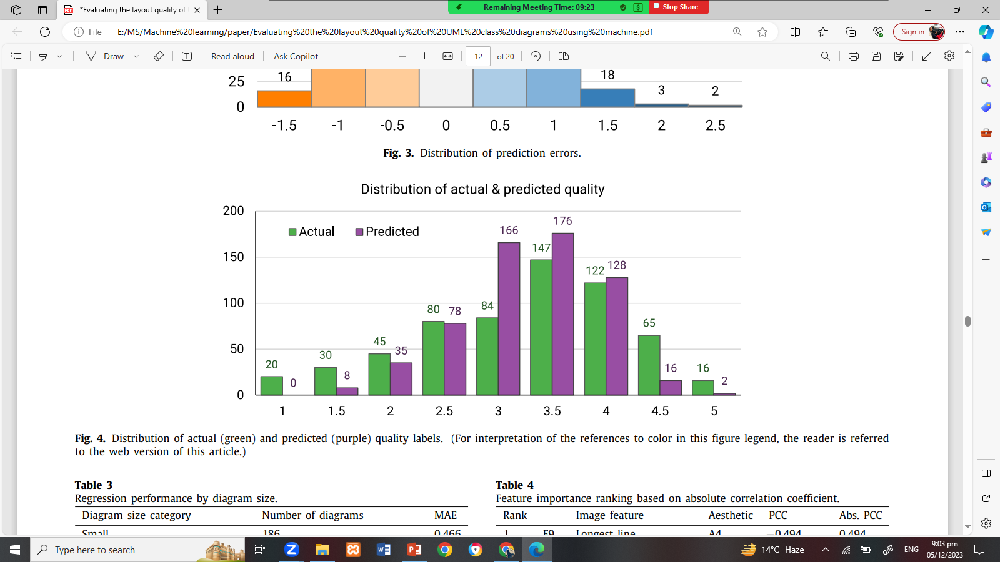 *Evaluating the layout quality of
Remaining Meeting Time: 09:23
$
Stop Share
File
E:/MS/Machine%20learning/paper/Evaluating%20the%20layout%20quality%20of%20UML%20class%20diagrams%20using%20machine.pdf
Sign in
Draw
Read aloud
Ask Copilot
12
of 20
25
0
16
18
3
2
-1.5 -1 -0.5 0 0.5 1 1.5 2 2.5
Fig. 3. Distribution of prediction errors.
Distribution of actual & predicted quality
200
150
100
50
0
Actual Predicted
20 0 30 8 45 35 80 78 84 166 147 176 122 128 65 16 16 2
1 1.5 2 2.5 3 3.5 4 4.5 5
Fig. 4. Distribution of actual (green) and predicted (purple) quality labels. (For interpretation of the references to color in this figure legend, the reader is referred
to the web version of this article.)
Table 3
Regression performance by diagram size.
Diagram size category Number of diagrams MAE
Small 186 0.466
Table 4
Feature importance ranking based on absolute correlation coefficient.
Rank Image feature Aesthetic PCC Abs. PCC
1 F9 Longest line A4 −0.494 0.494
Type here to search
14°C Haze
ENG
9:03 pm
05/12/2023